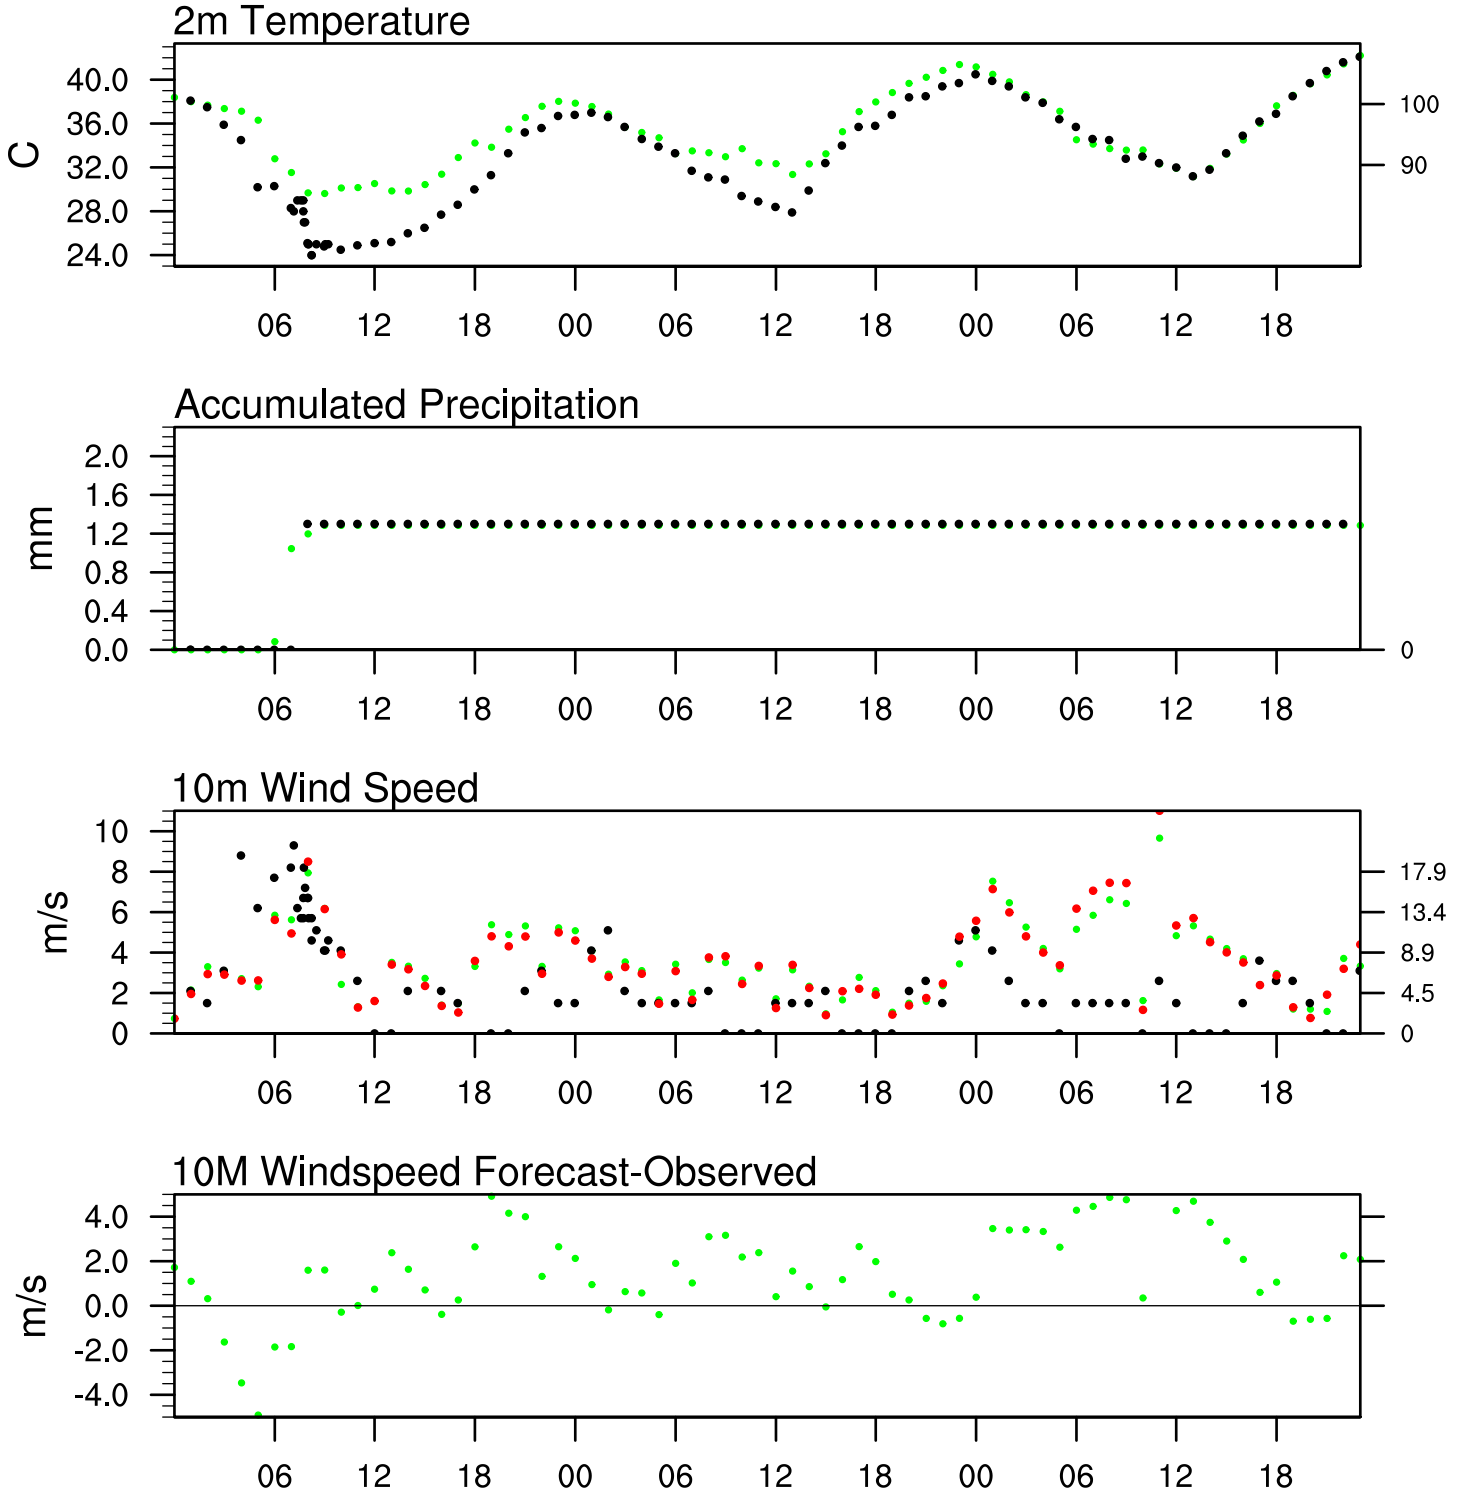 2m Temperature
C
40.0
36.0
32.0
28.0
24.0
100
90
06 12 18 00 06 12 18 00 06 12 18
Accumulated Precipitation
mm
2.0
1.6
1.2
0.8
0.4
0.0
0
06 12 18 00 06 12 18 00 06 12 18
10m Wind Speed
m/s
10
8
6
4
2
0
17.9
13.4
8.9
4.5
0
06 12 18 00 06 12 18 00 06 12 18
10M Windspeed Forecast-Observed
m/s
4.0
2.0
0.0
-2.0
-4.0
06 12 18 00 06 12 18 00 06 12 18